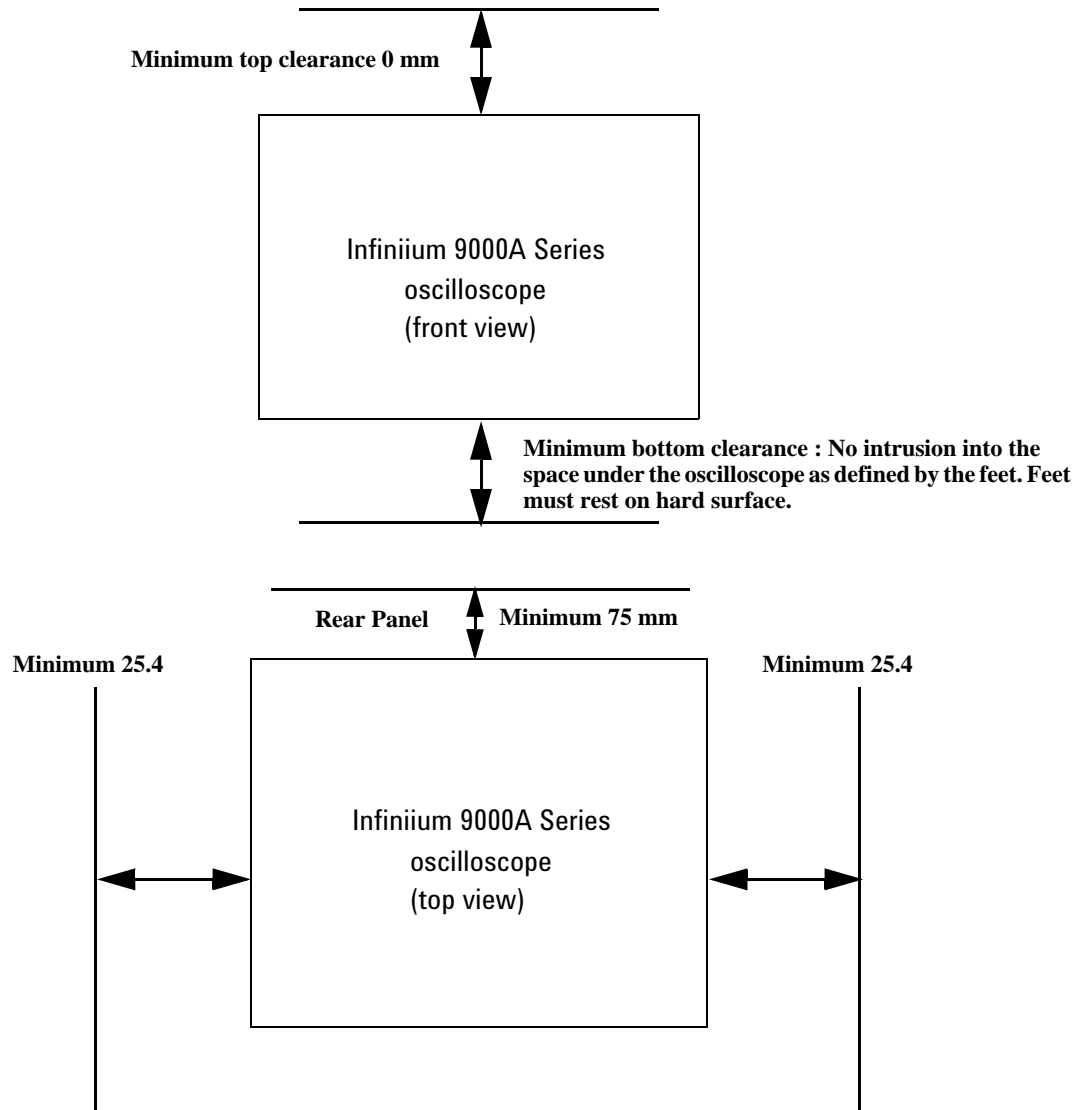 Minimum top clearance 0 mm
Infiniium 9000A Series
oscilloscope
(front view)
Minimum bottom clearance : No intrusion into the
space under the oscilloscope as defined by the feet. Feet
must rest on hard surface.
Rear Panel
Minimum 75 mm
Minimum 25.4
Minimum 25.4
Infiniium 9000A Series
oscilloscope
(top view)